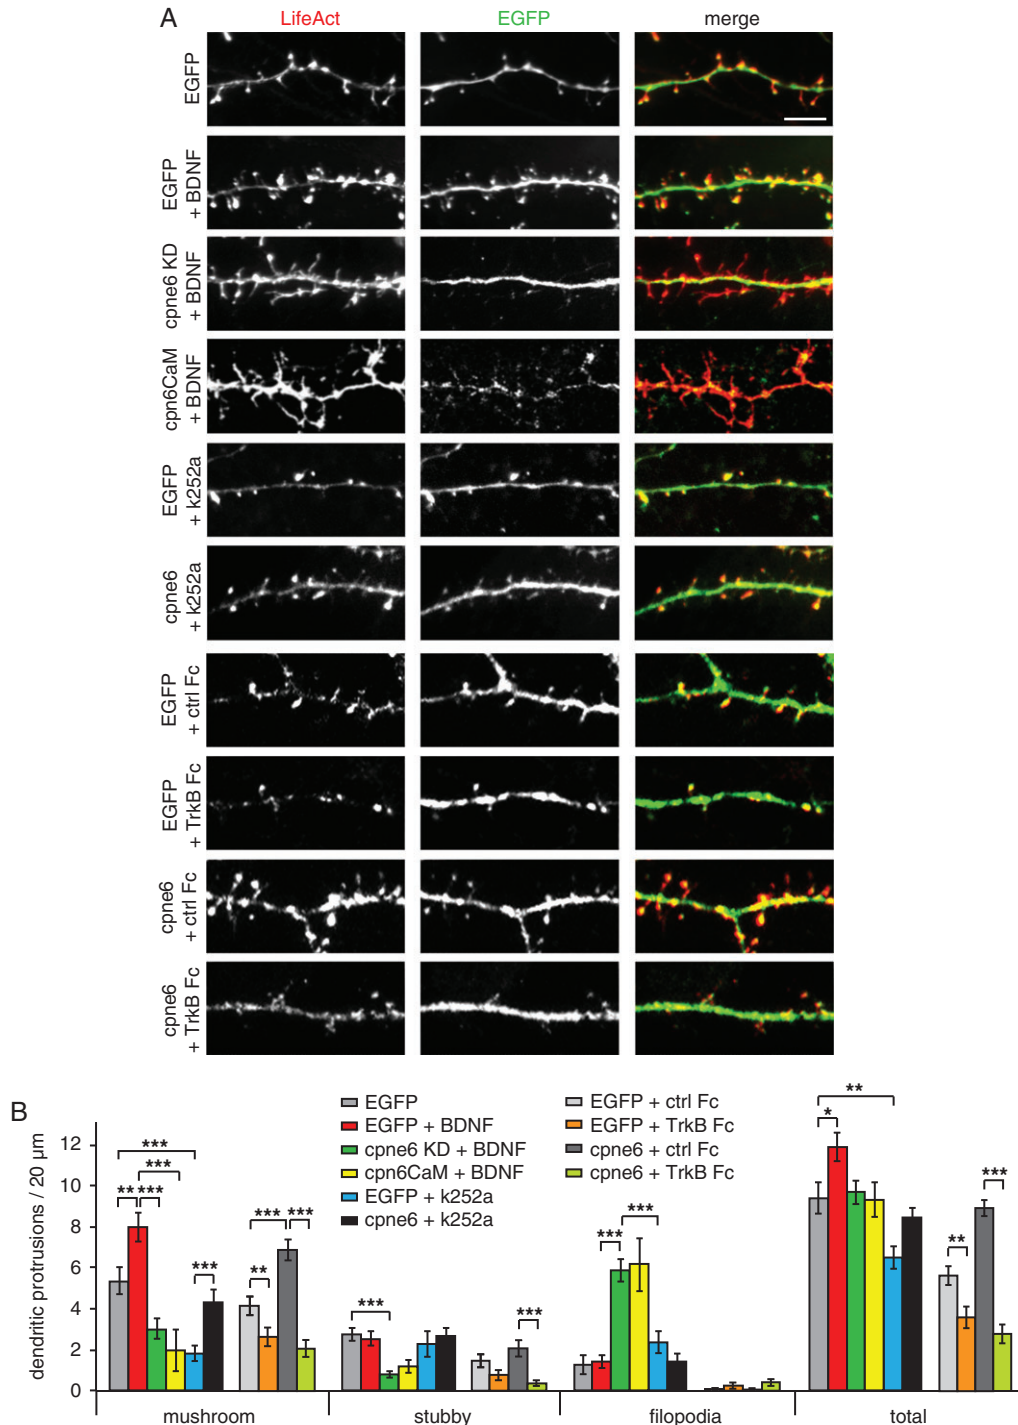 A
LifeAct EGFP merge
EGFP
EGFP
+ BDNF
cpne6 KD
+ BDNF
cpn6CaM
+ BDNF
EGFP
+ k252a
cpne6
+ k252a
EGFP
+ ctrl Fc
EGFP
+ TrkB Fc
cpne6
+ ctrl Fc
cpne6
+ TrkB Fc
B
dendritic protrusions / 20 µm
12
10
8
6
4
2
0
EGFP
EGFP + BDNF
cpne6 KD + BDNF
cpn6CaM + BDNF
EGFP + k252a
cpne6 + k252a
EGFP + ctrl Fc
EGFP + TrkB Fc
cpne6 + ctrl Fc
cpne6 + TrkB Fc
***
***
** ***
***
*** ***
**
***
***
***
***
**
*
***
**
mushroom stubby filopodia total